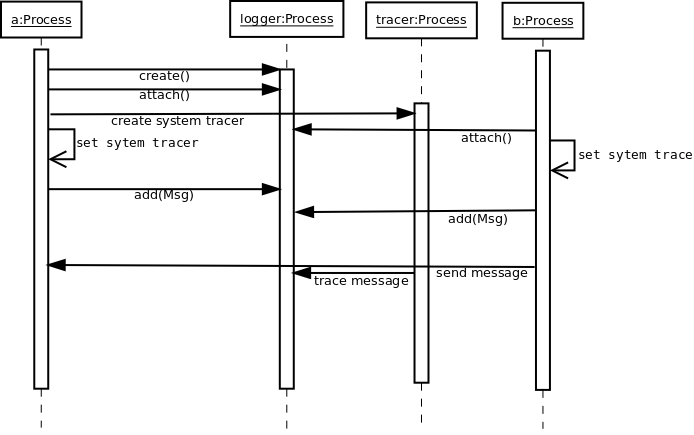 a:Process
logger:Process
tracer:Process
b:Process
create()
attach()
create system tracer
attach()
set sytem tracer
set sytem trace
add(Msg)
add(Msg)
send message
trace message